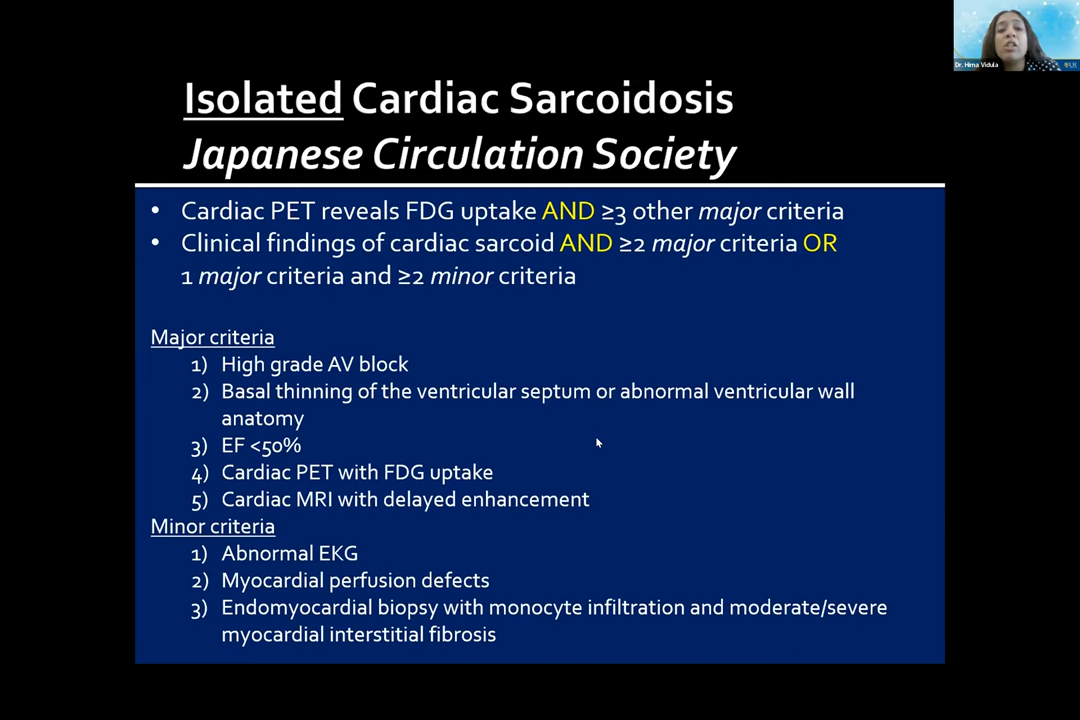 Isolated Cardiac Sarcoidosis
Japanese Circulation Society
• Cardiac PET reveals FDG uptake AND ≥3 other major criteria
• Clinical findings of cardiac sarcoid AND ≥2 major criteria OR
1 major criteria and ≥2 minor criteria
Major criteria
1) High grade AV block
2) Basal thinning of the ventricular septum or abnormal ventricular wall
anatomy
3) EF <50%
4) Cardiac PET with FDG uptake
5) Cardiac MRI with delayed enhancement
Minor criteria
1) Abnormal EKG
2) Myocardial perfusion defects
3) Endomyocardial biopsy with monocyte infiltration and moderate/severe
myocardial interstitial fibrosis
Dr. Hima Vidula